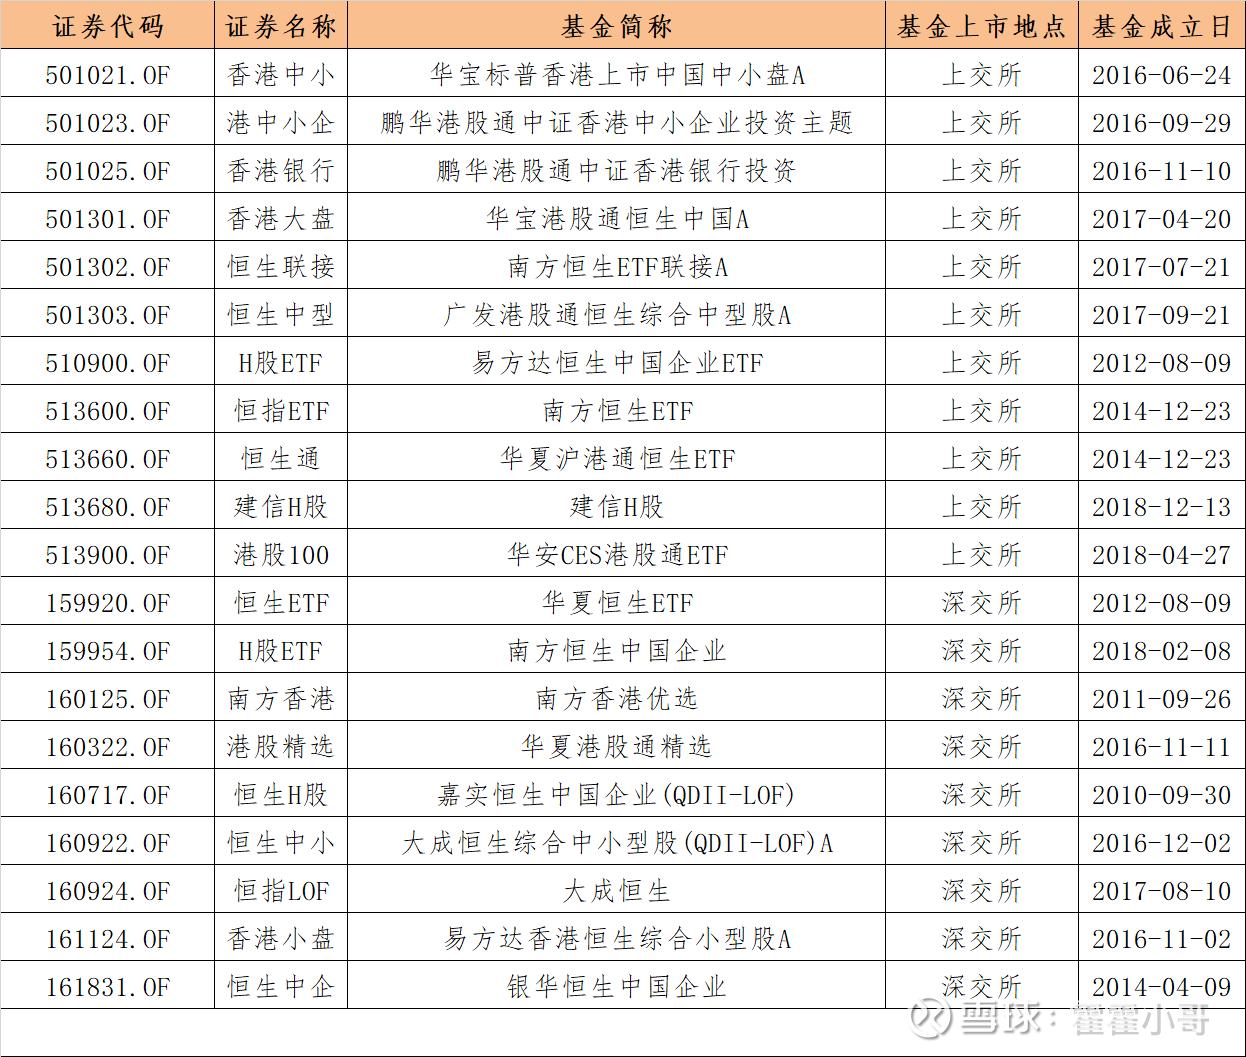 证券代码 证券名称 基金简称 基金上市地点 基金成立日
501021.OF 香港中小 华宝标普香港上市中国中小盘A 上交所 2016-06-24
501023.OF 港中小企 鹏华港股通中证香港中小企业投资主题 上交所 2016-09-29
501025.OF 香港银行 鹏华港股通中证香港银行投资 上交所 2016-11-10
501301.OF 香港大盘 华宝港股通恒生中国A 上交所 2017-04-20
501302.OF 恒生联接 南方恒生ETF联接A 上交所 2017-07-21
501303.OF 恒生中型 广发港股通恒生综合中型股A 上交所 2017-09-21
510900.OF H股ETF 易方达恒生中国企业ETF 上交所 2012-08-09
513600.OF 恒指ETF 南方恒生ETF 上交所 2014-12-23
513660.OF 恒生通 华夏沪港通恒生ETF 上交所 2014-12-23
513680.OF 建信H股 建信H股 上交所 2018-12-13
513900.OF 港股100 华安CES港股通ETF 上交所 2018-04-27
159920.OF 恒生ETF 华夏恒生ETF 深交所 2012-08-09
159954.OF H股ETF 南方恒生中国企业 深交所 2018-02-08
160125.OF 南方香港 南方香港优选 深交所 2011-09-26
160322.OF 港股精选 华夏港股通精选 深交所 2016-11-11
160717.OF 恒生H股 嘉实恒生中国企业(QDII-LOF) 深交所 2010-09-30
160922.OF 恒生中小 大成恒生综合中小型股(QDII-LOF)A 深交所 2016-12-02
160924.OF 恒指LOF 大成恒生 深交所 2017-08-10
161124.OF 香港小盘 易方达香港恒生综合小型股A 深交所 2016-11-02
161831.OF 恒生中企 银华恒生中国企业 深交所 2014-04-09
雪球：霍霍小哥